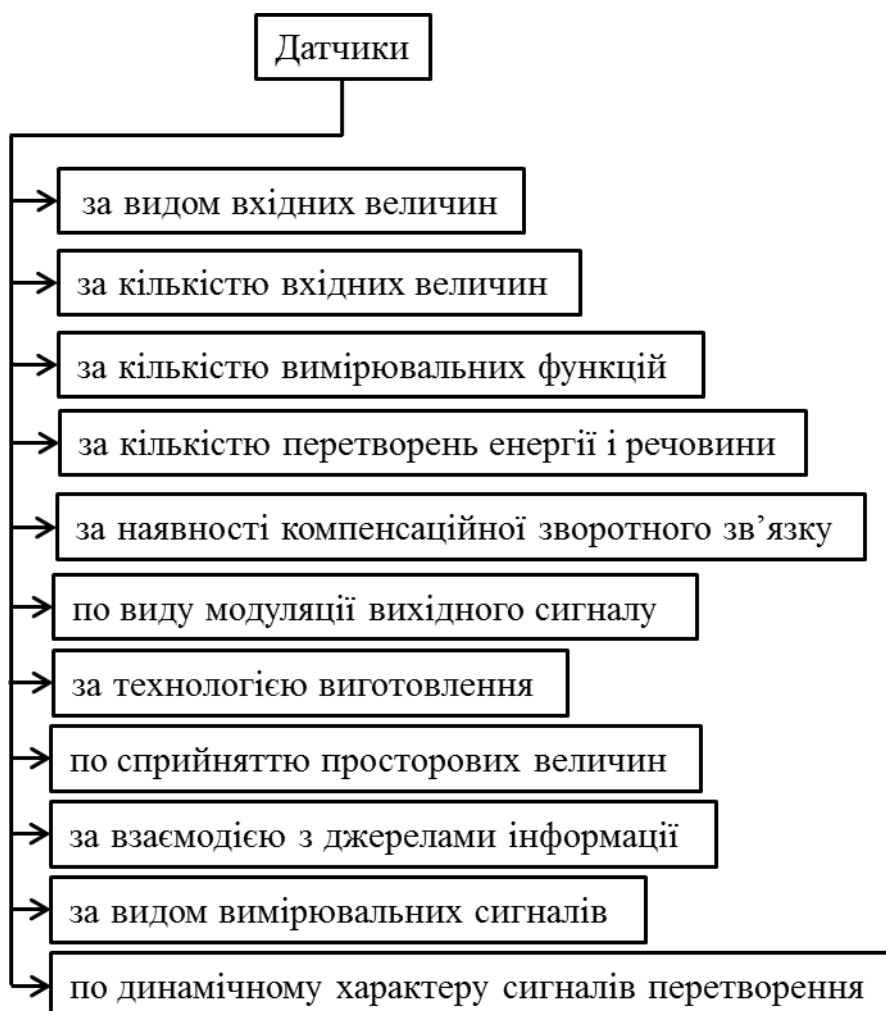 Датчики
за видом вхідних величин
за кількістю вхідних величин
за кількістю вимірювальних функцій
за кількістю перетворень енергії і речовини
за наявності компенсаційної зворотного зв’язку
по виду модуляції вихідного сигналу
за технологією виготовлення
по сприйняттю просторових величин
за взаємодією з джерелами інформації
за видом вимірювальних сигналів
по динамічному характеру сигналів перетворення